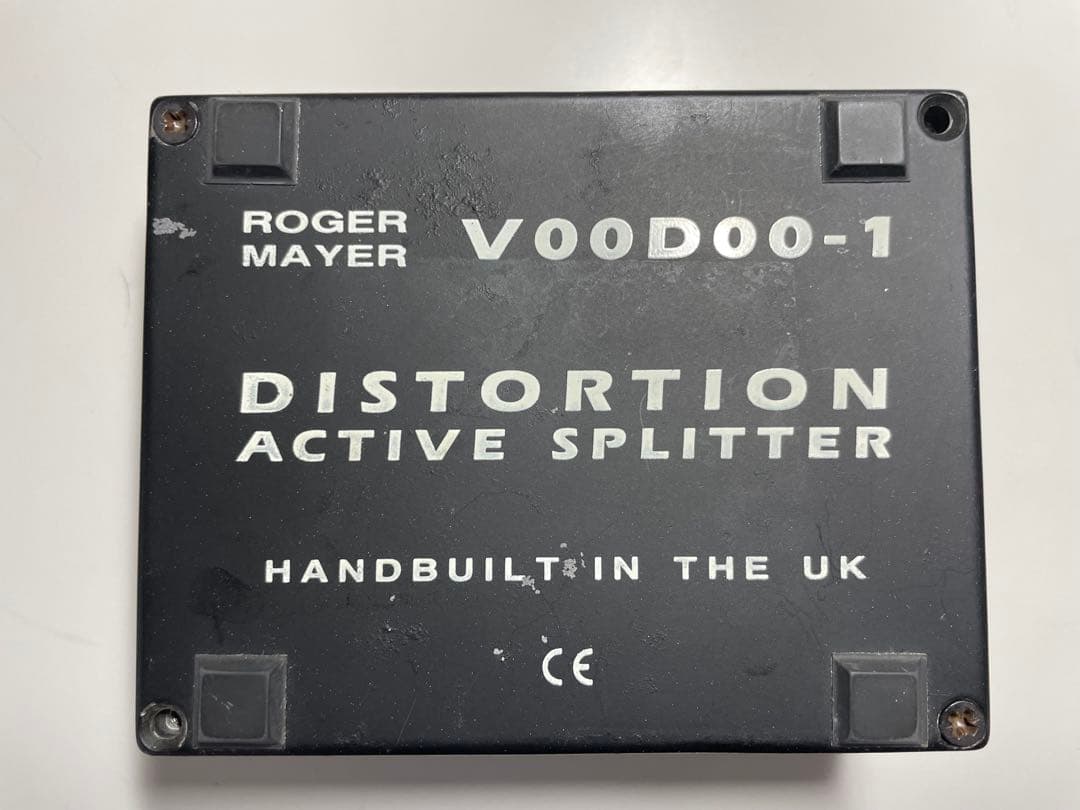 ROGER
MAYER
V00D00-1
DISTORTION
ACTIVE SPLITTER
HANDBUILT IN THE UK
CE